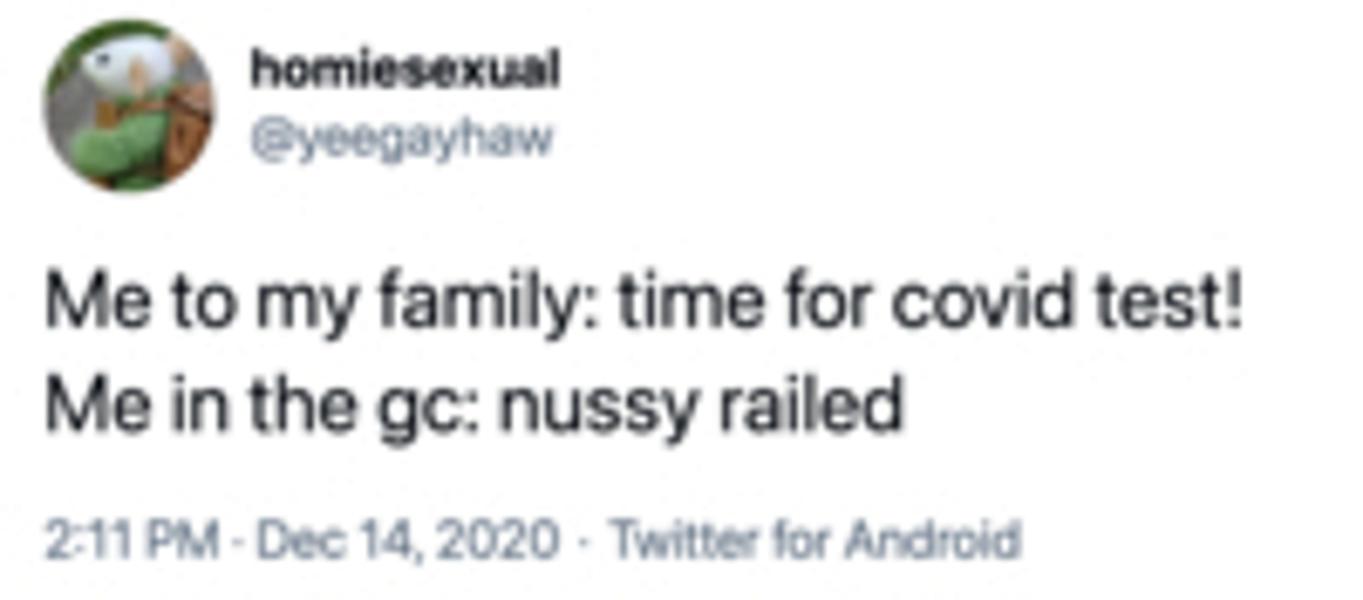 homiesexual
@yeegayhaw
Me to my family: time for covid test!
Me in the gc: nussy railed
2:11 PM · Dec 14, 2020 · Twitter for Android